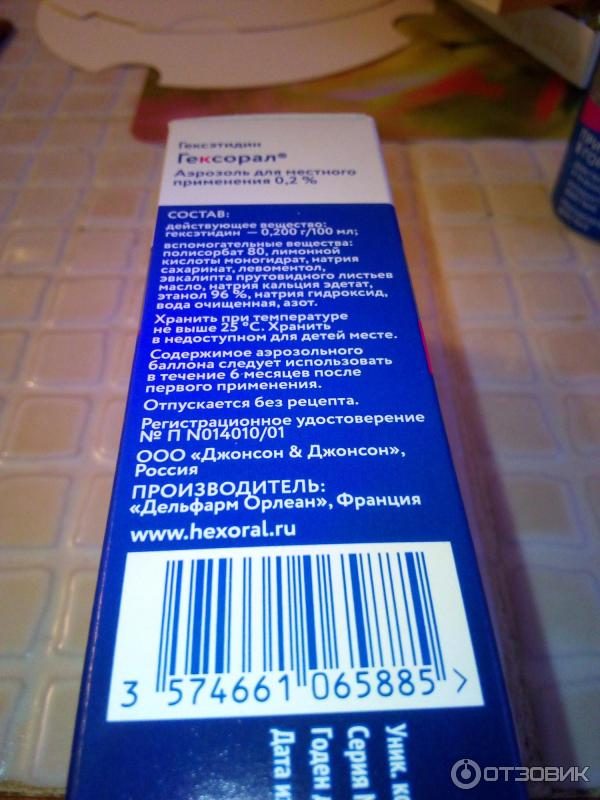 Гексэтидин
Гексорал®
Аэрозоль для местного
применения 0,2 %
СОСТАВ:
действующее вещество:
гексэтидин — 0,200 г/100 мл;
вспомогательные вещества:
полисорбат 80, лимонной
кислоты моногидрат, натрия
сахаринат, левоментол,
эвкалипта прутовидного листьев
масло, натрия кальция эдетат,
этанол 96 %, натрия гидроксид,
вода очищенная, азот.
Хранить при температуре
не выше 25 °С. Хранить
в недоступном для детей месте.
Содержимое аэрозольного
баллона следует использовать
в течение 6 месяцев после
первого применения.
Отпускается без рецепта.
Регистрационное удостоверение
№ П N014010/01
ООО «Джонсон & Джонсон»,
Россия
ПРОИЗВОДИТЕЛЬ:
«Дельфарм Орлеан», Франция
www.hexoral.ru
3 574661 065885 >
Уник. к
Серия
Годен
Дата и
ОТЗОВИК